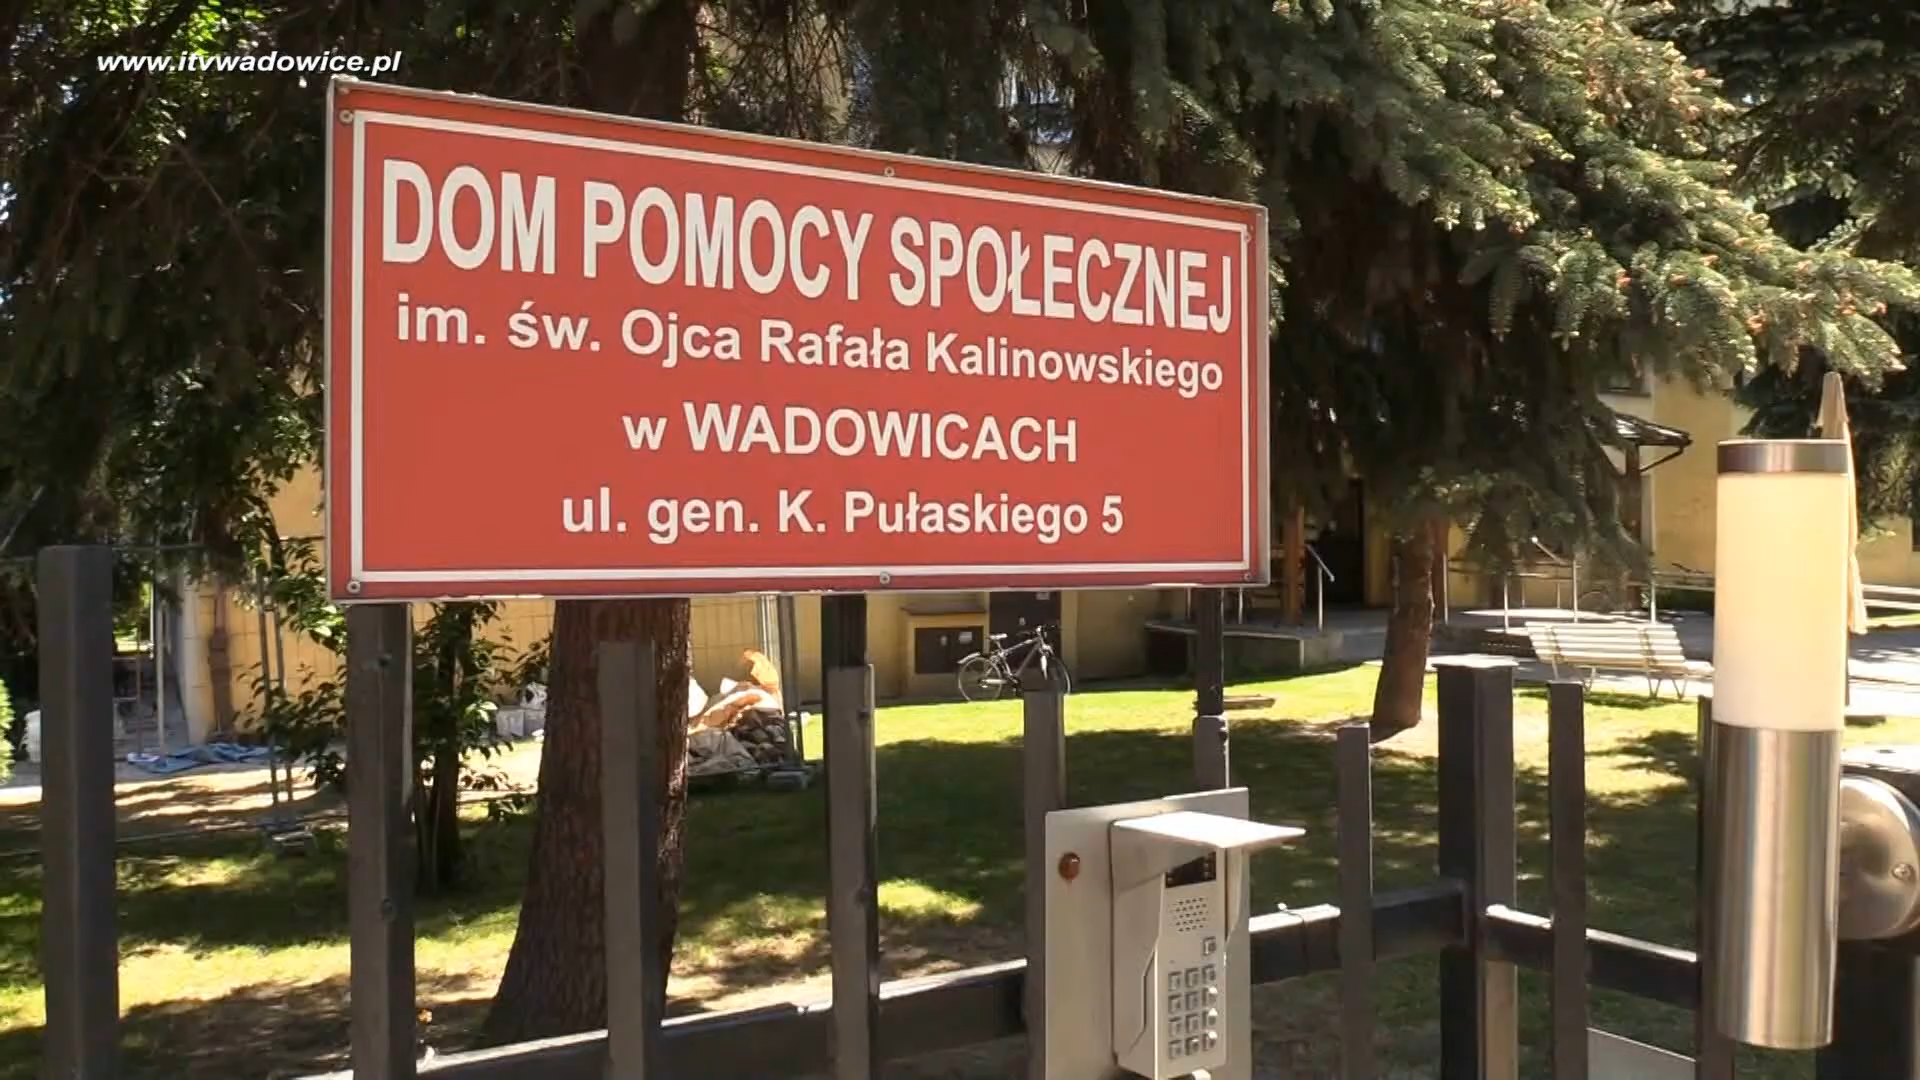 www.itvwadowice.pl
DOM POMOCY SPOŁECZNEJ
im. św. Ojca Rafała Kalinowskiego
w WADOWICACH
ul. gen. K. Pułaskiego 5